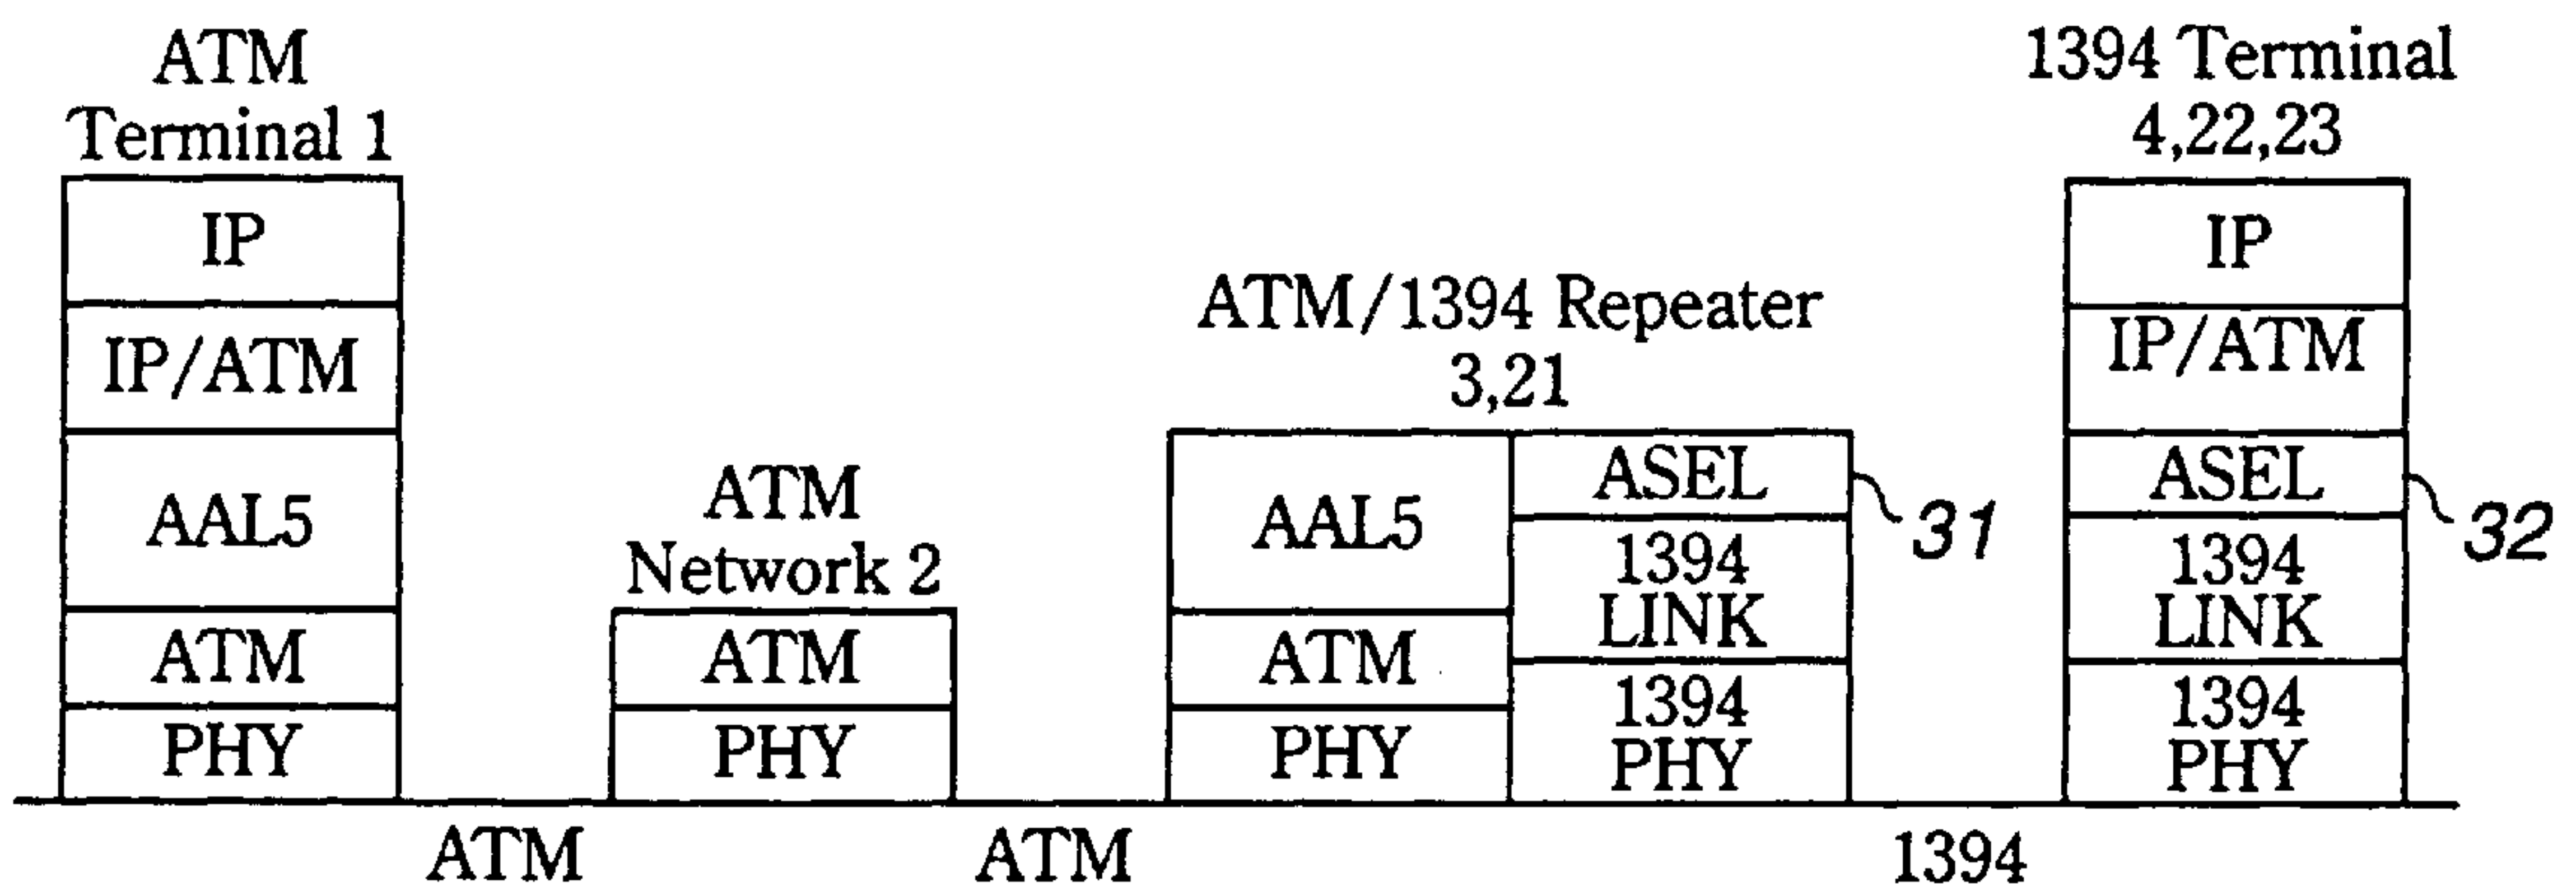 ATM
Terminal 1
IP
IP/ATM
AAL5
ATM
PHY
ATM
ATM
Network 2
ATM
PHY
ATM
ATM/1394 Repeater
3,21
AAL5
ATM
PHY
ASEL
31
1394
LINK
1394
PHY
1394
1394 Terminal
4,22,23
IP
IP/ATM
ASEL
32
1394
LINK
1394
PHY